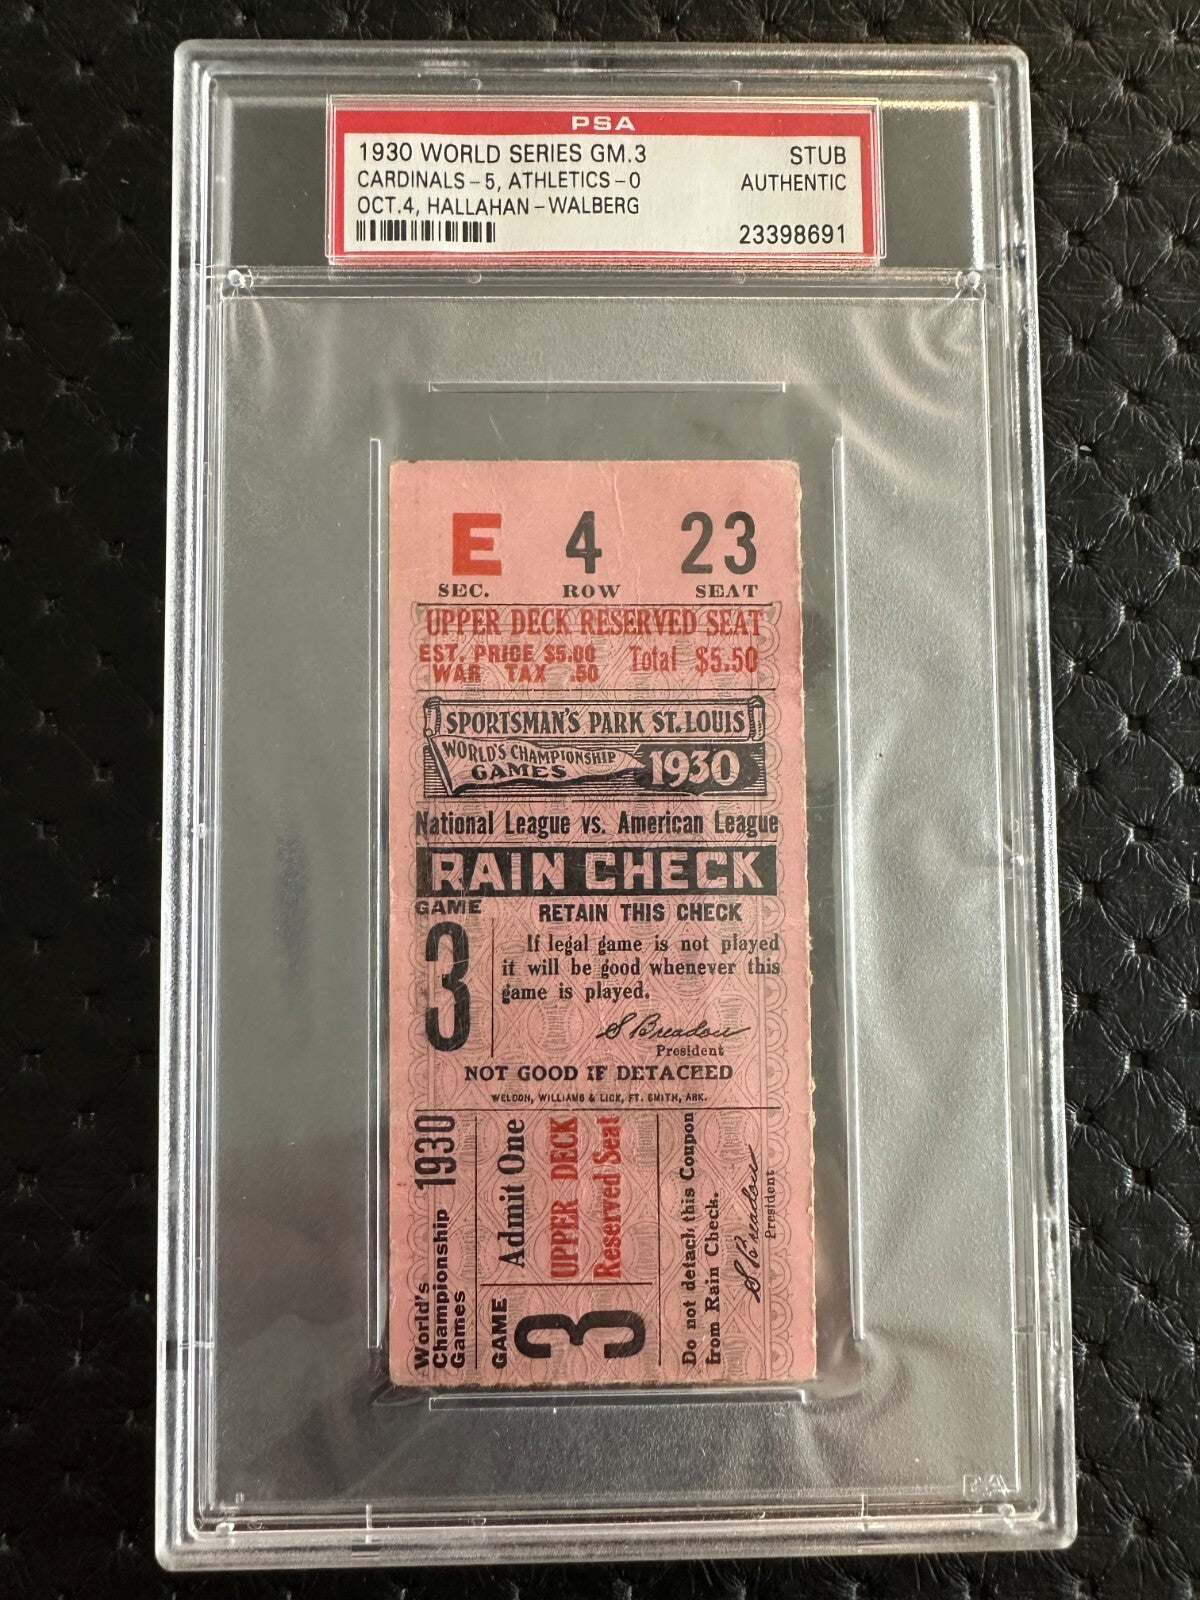 PSA
1930 WORLD SERIES GM.3 STUB
CARDINALS-5, ATHLETICS-0 AUTHENTIC
OCT.4, HALLAHAN-WALBERG
23398691
E 4 23
SEC. ROW SEAT
UPPER DECK RESERVED SEAT
EST. PRICE $5.00 Total $5.50
WAR TAX .50
SPORTSMAN'S PARK ST. LOUIS
WORLD'S CHAMPIONSHIP
GAMES 1930
National League vs. American League
RAIN CHECK
GAME RETAIN THIS CHECK
3
If legal game is not played
it will be good whenever this
game is played.
S Breadon
President
NOT GOOD IF DETACHED
WELDON, WILLIAMS & LICK, FT. SMITH, ARK.
World's
Championship 1930
Games
GAME 3
Admit One
UPPER DECK
Reserved Seat
Do not detach this Coupon
from Rain Check.
S Breadon
President
PSA